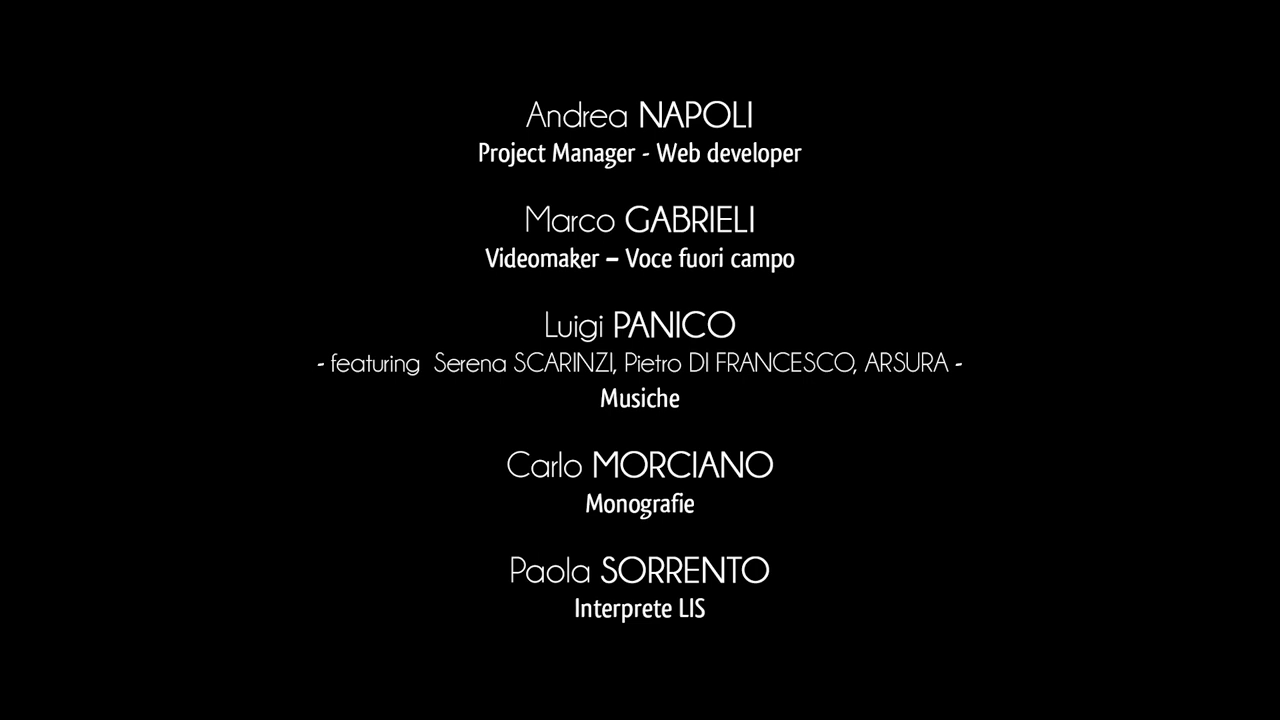 Andrea NAPOLI
Project Manager - Web developer
Marco GABRIELI
Videomaker – Voce fuori campo
Luigi PANICO
- featuring  Serena SCARINZI, Pietro DI FRANCESCO, ARSURA -
Musiche
Carlo MORCIANO
Monografie
Paola SORRENTO
Interprete LIS